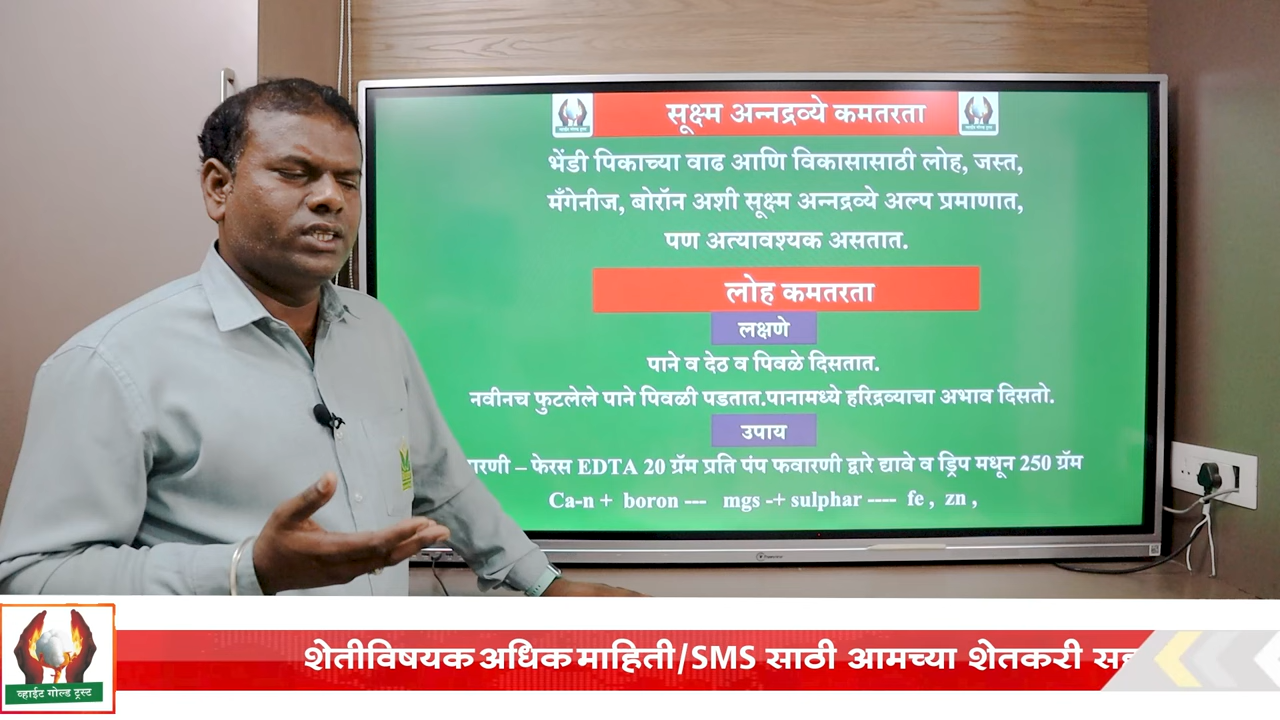 सूक्ष्म अन्नद्रव्ये कमतरता
भेंडी पिकाच्या वाढ आणि विकासासाठी लोह, जस्त,
मँगेनीज, बोरॉन अशी सूक्ष्म अन्नद्रव्ये अल्प प्रमाणात,
पण अत्यावश्यक असतात.
लोह कमतरता
लक्षणे
पाने व देठ व पिवळे दिसतात.
नवीनच फुटलेले पाने पिवळी पडतात.पानामध्ये हरिद्रव्याचा अभाव दिसतो.
उपाय
– फेरस EDTA 20 ग्रॅम प्रति पंप फवारणी द्वारे द्यावे व ड्रिप मधून 250 ग्रॅम
Ca-n + boron --- mgs -+ sulphar ---- fe , zn ,
व्हाईट गोल्ड ट्रस्ट
शेतीविषयक अधिक माहिती/SMS साठी आमच्या शेतकरी